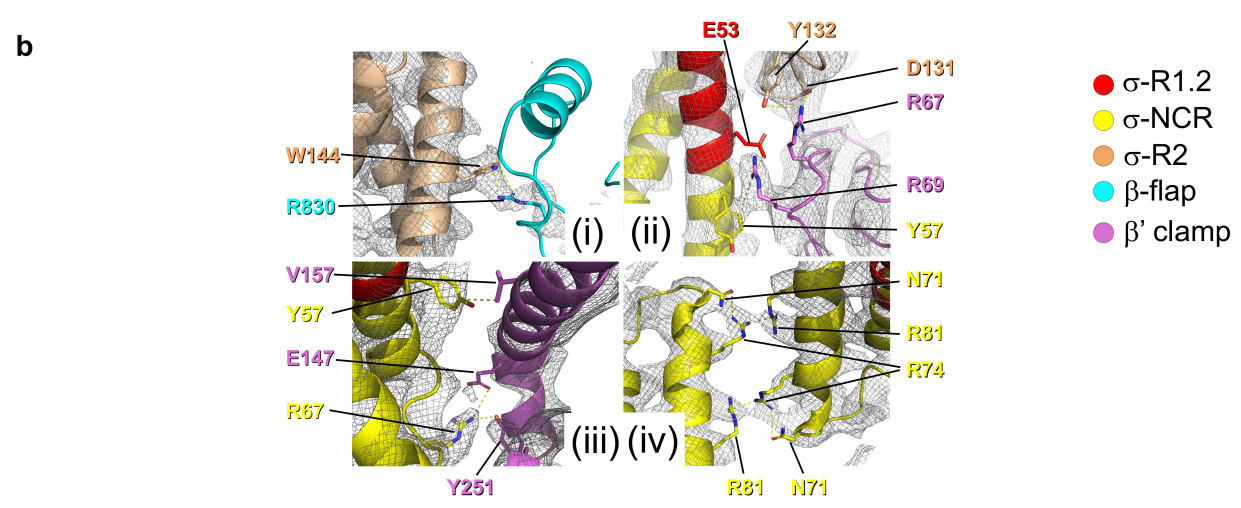 b
E53
Y132
D131
R67
W144
R830
R69
Y57
(i)
(ii)
V157
Y57
E147
R67
Y251
(iii)
(iv)
N71
R81
R74
R81
N71
σ-R1.2
σ-NCR
σ-R2
β-flap
β’ clamp